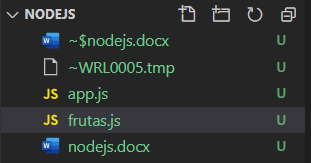 NODEJS
~$nodejs.docx U
~WRL0005.tmp U
JS app.js U
JS frutas.js U
nodejs.docx U